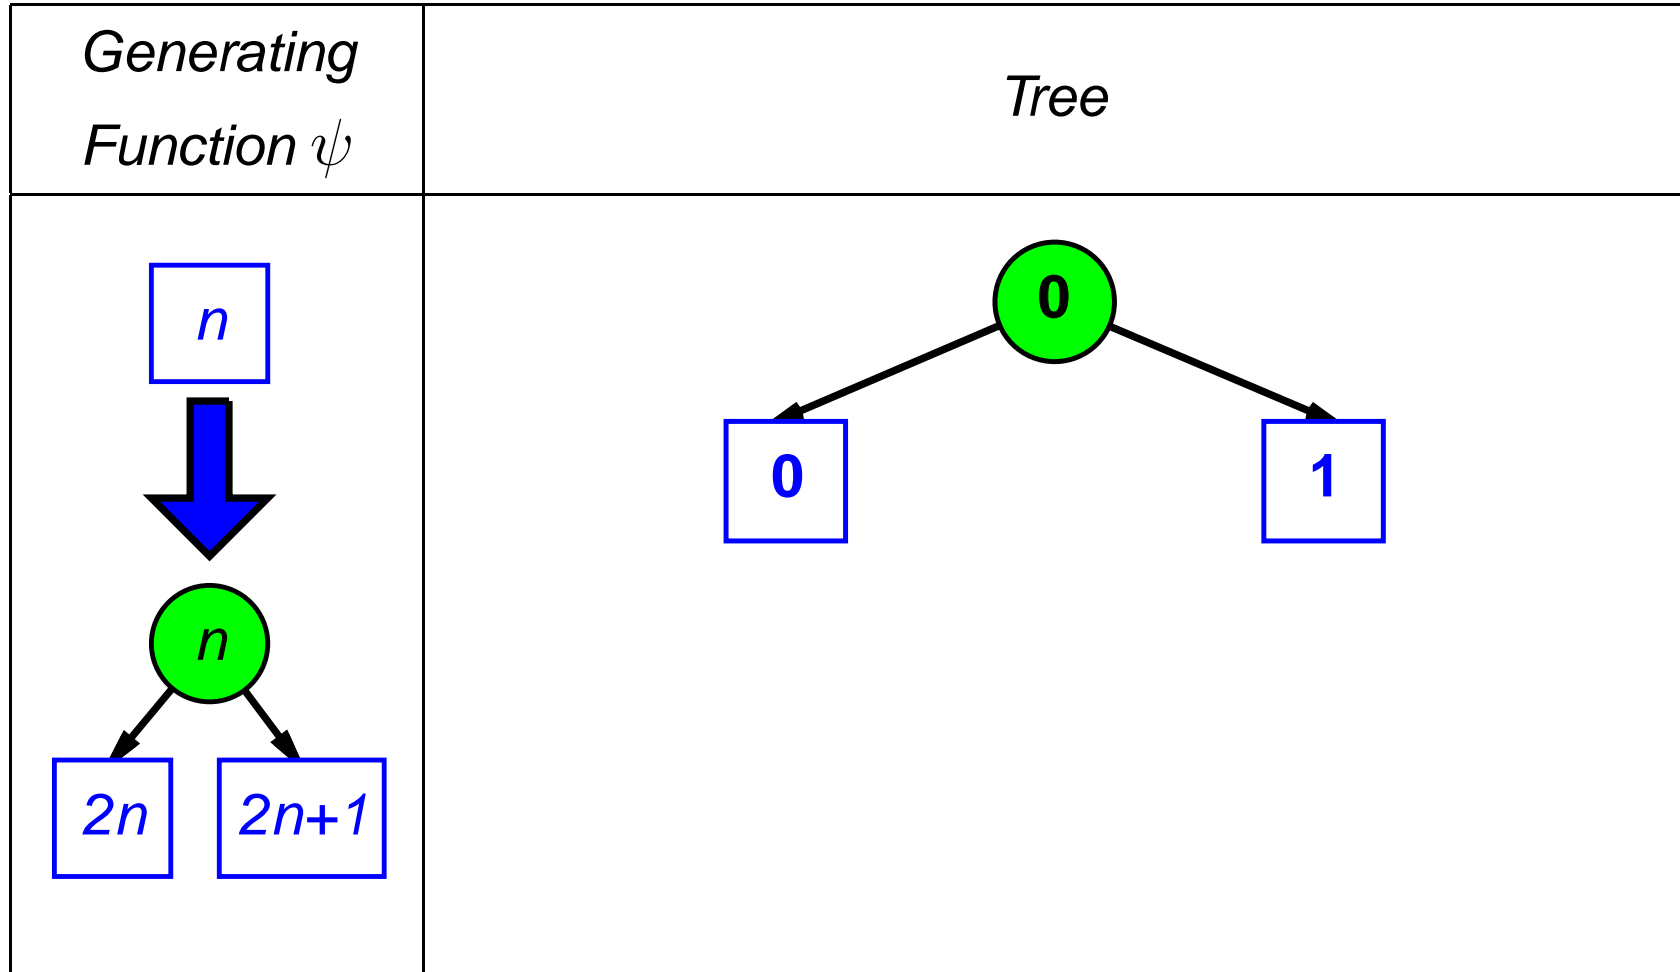 Generating
Function ψ
Tree
n
n
2n
2n+1
0
0
1